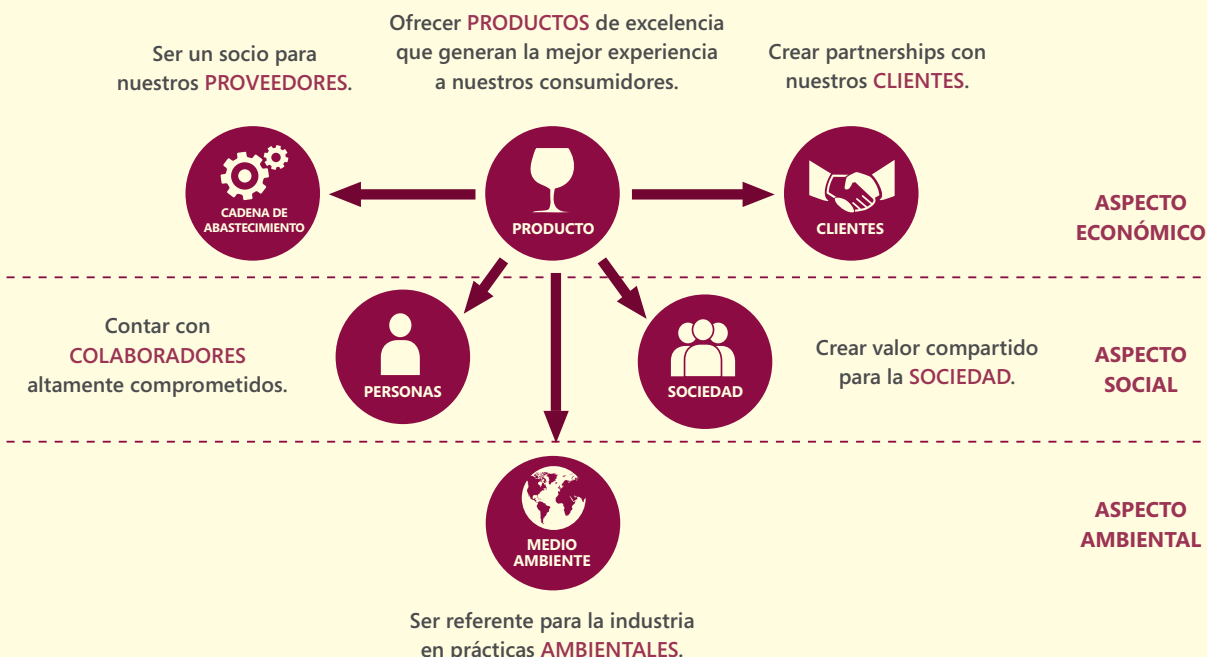 Ofrecer PRODUCTOS de excelencia
que generan la mejor experiencia
a nuestros consumidores.
Ser un socio para
nuestros PROVEEDORES.
Crear partnerships con
nuestros CLIENTES.
CADENA DE
ABASTECIMIENTO
PRODUCTO
CLIENTES
ASPECTO
ECONÓMICO
Contar con
COLABORADORES
altamente comprometidos.
PERSONAS
SOCIEDAD
Crear valor compartido
para la SOCIEDAD.
ASPECTO
SOCIAL
MEDIO
AMBIENTE
ASPECTO
AMBIENTAL
Ser referente para la industria
en prácticas AMBIENTALES.